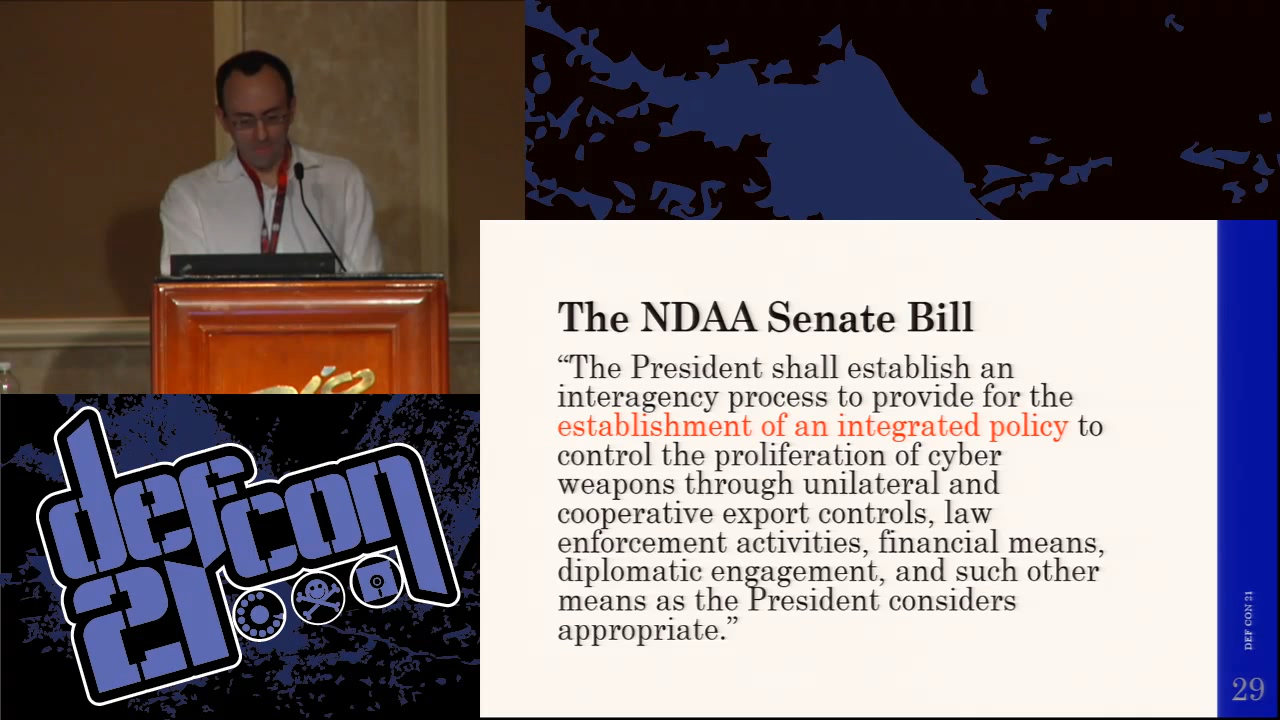 The NDAA Senate Bill
“The President shall establish an
interagency process to provide for the
establishment of an integrated policy to
control the proliferation of cyber
weapons through unilateral and
cooperative export controls, law
enforcement activities, financial means,
diplomatic engagement, and such other
means as the President considers
appropriate.”
DEF CON 21
29
defcon
21